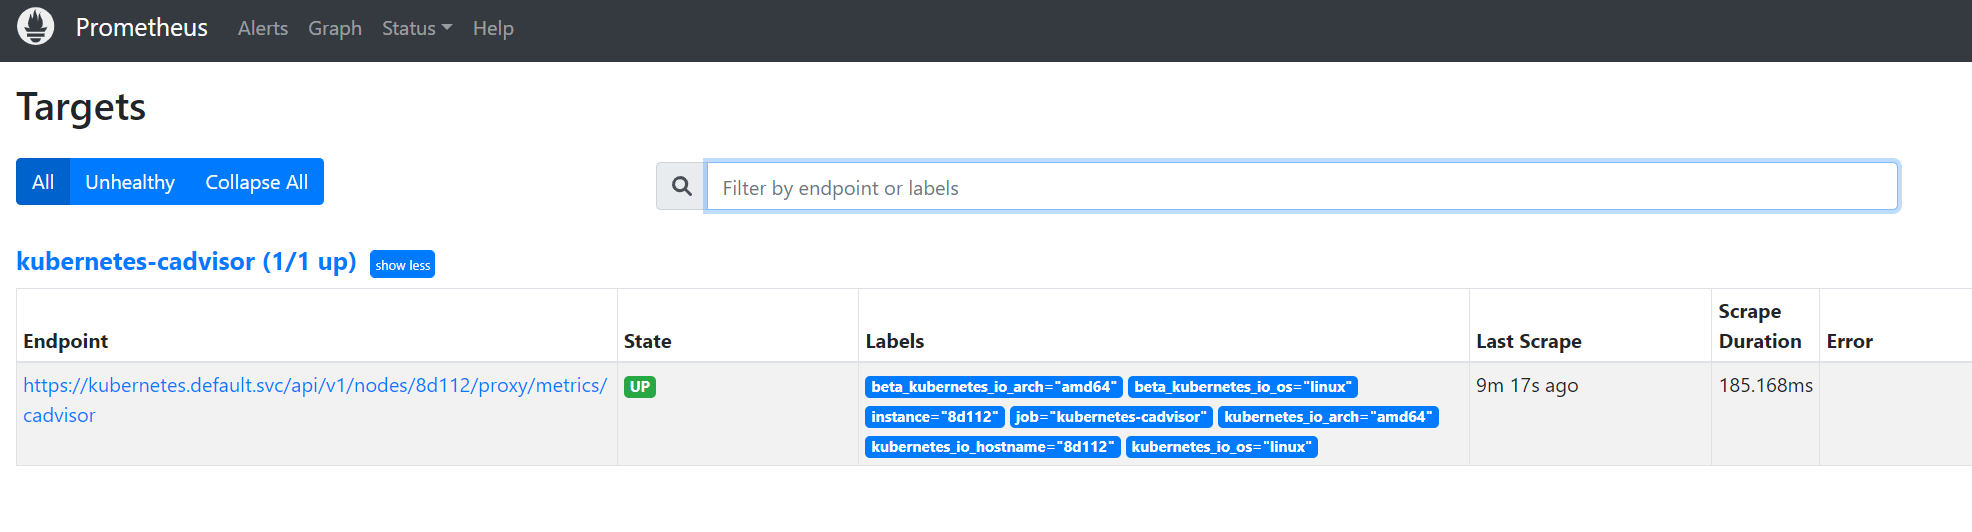 Prometheus Alerts Graph Status Help
Targets
All Unhealthy Collapse All
Filter by endpoint or labels
kubernetes-cadvisor (1/1 up) show less
Endpoint State Labels Last Scrape Scrape Duration Error
https://kubernetes.default.svc/api/v1/nodes/8d112/proxy/metrics/
cadvisor
UP
beta_kubernetes_io_arch="amd64" beta_kubernetes_io_os="linux"
instance="8d112" job="kubernetes-cadvisor" kubernetes_io_arch="amd64"
kubernetes_io_hostname="8d112" kubernetes_io_os="linux"
9m 17s ago
185.168ms